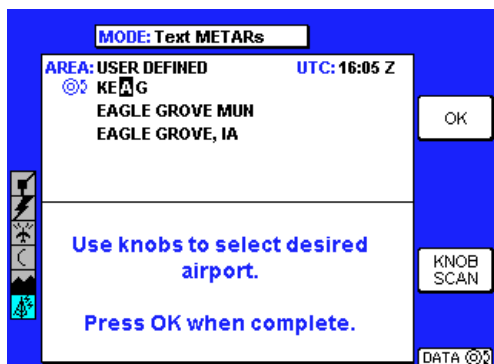 MODE: Text METARs
AREA: USER DEFINED UTC: 16:05 Z
KEAG
EAGLE GROVE MUN
EAGLE GROVE, IA
OK
Use knobs to select desired
airport.
KNOB
SCAN
Press OK when complete.
DATA